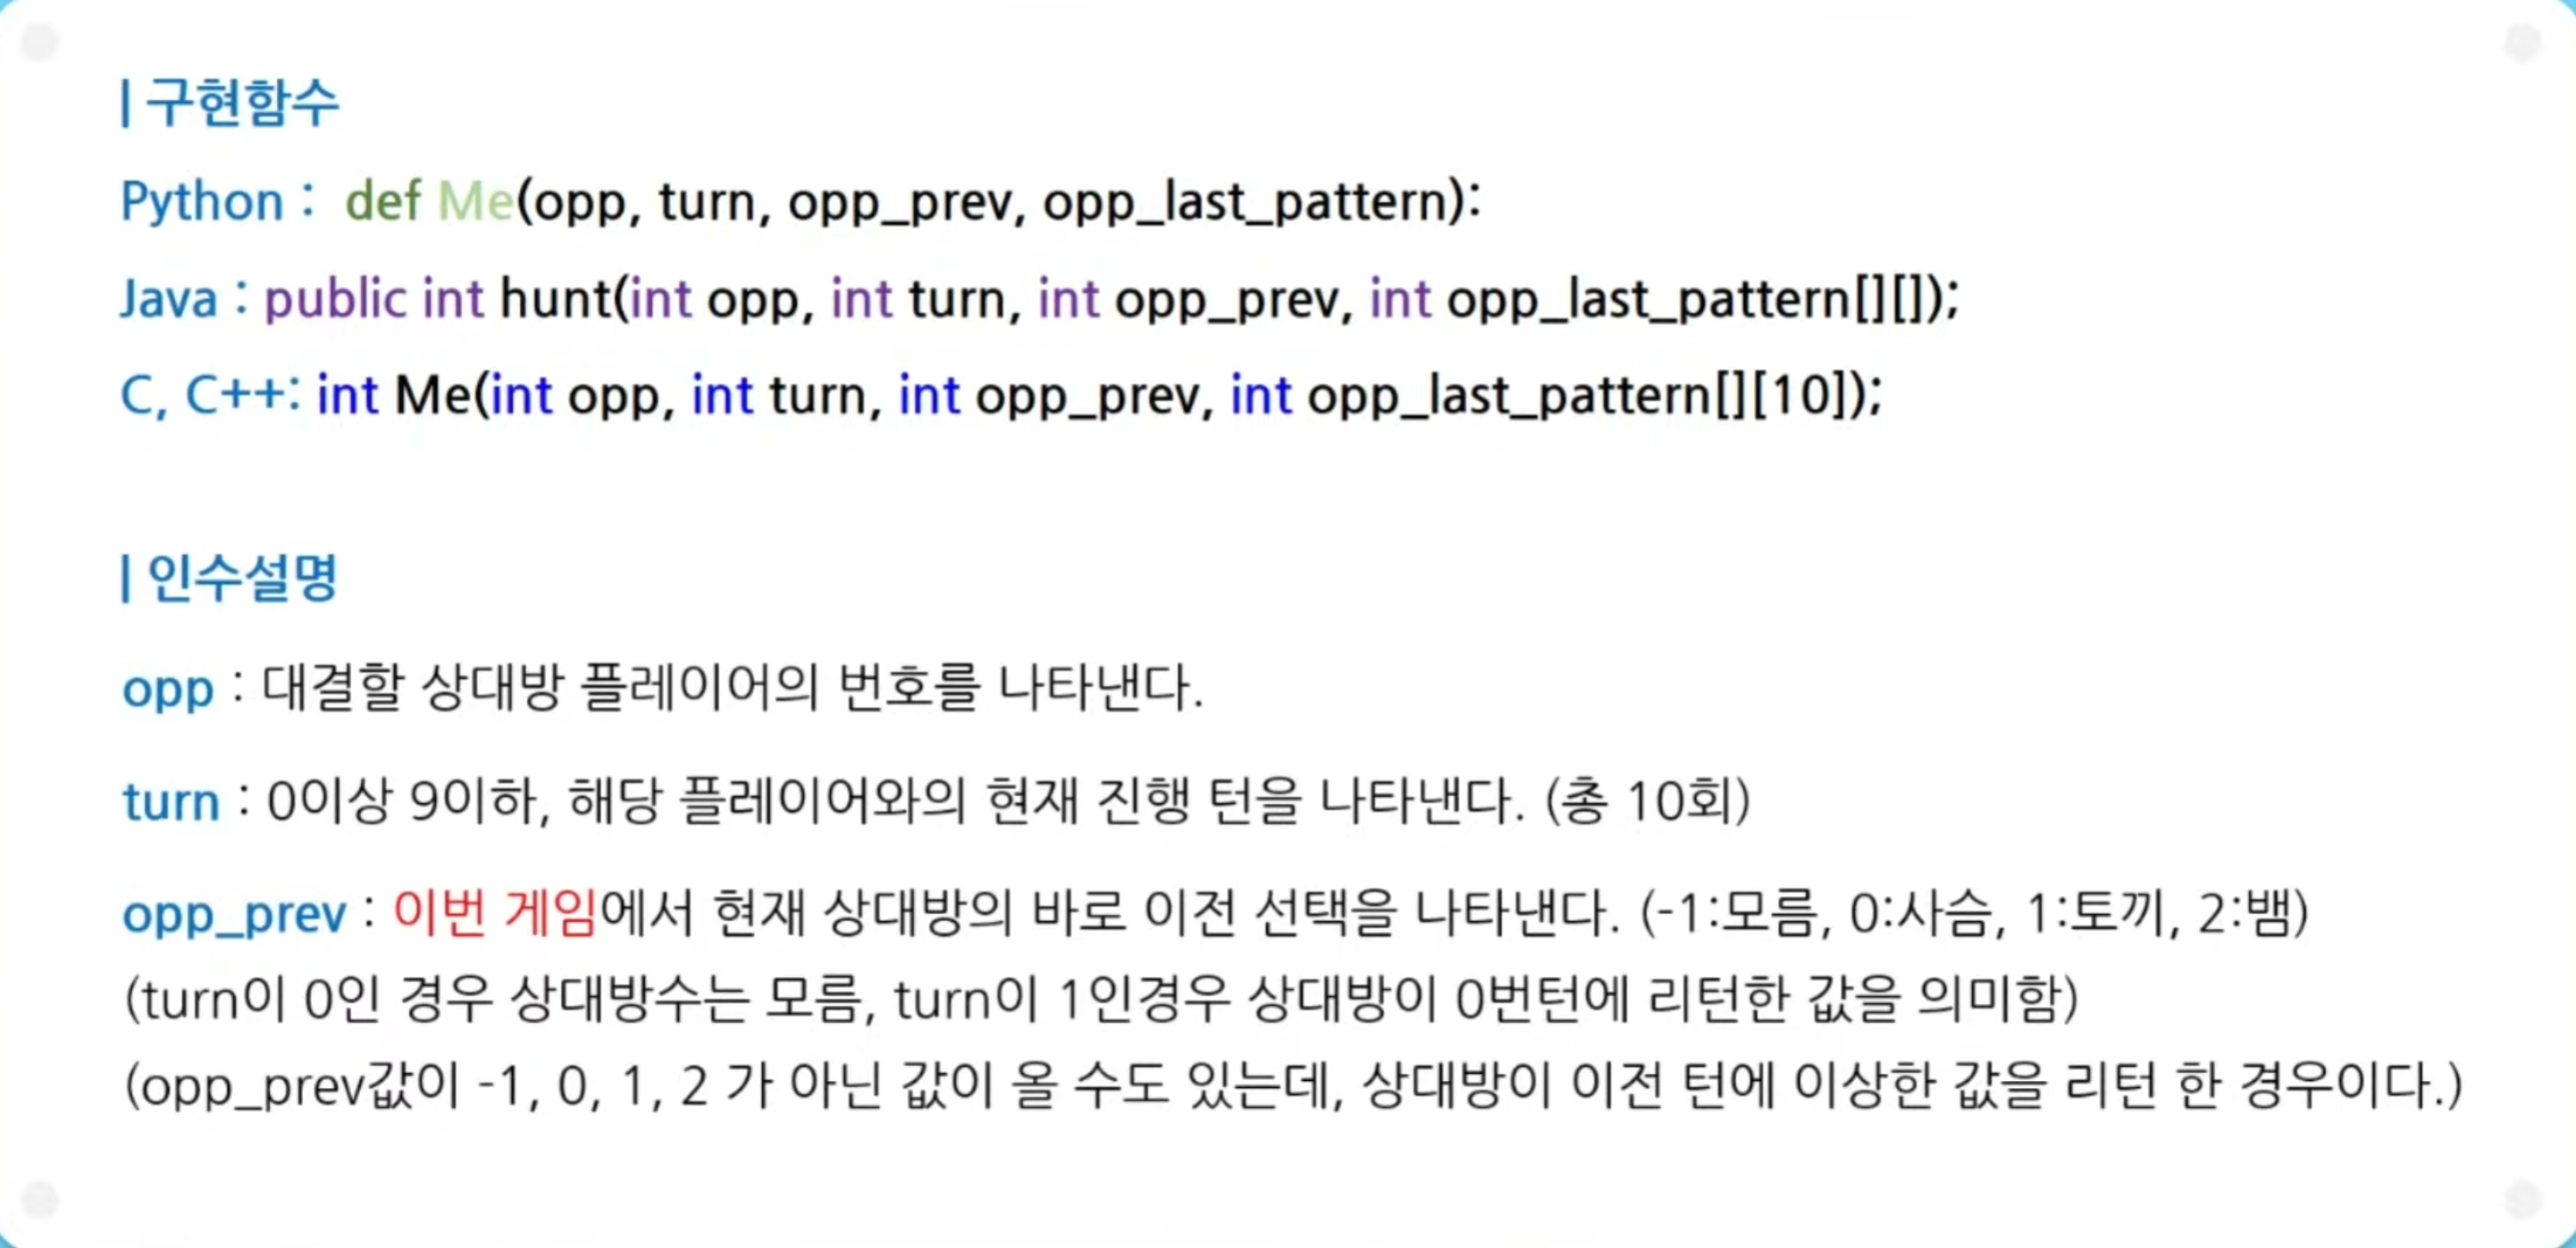 | 구현함수
Python : def Me(opp, turn, opp_prev, opp_last_pattern):
Java : public int hunt(int opp, int turn, int opp_prev, int opp_last_pattern[][]);
C, C++: int Me(int opp, int turn, int opp_prev, int opp_last_pattern[][10]);
| 인수설명
opp : 대결할 상대방 플레이어의 번호를 나타낸다.
turn : 0이상 9이하, 해당 플레이어와의 현재 진행 턴을 나타낸다. (총 10회)
opp_prev : 이번 게임에서 현재 상대방의 바로 이전 선택을 나타낸다. (-1:모름, 0:사슴, 1:토끼, 2:뱀)
(turn이 0인 경우 상대방수는 모름, turn이 1인경우 상대방이 0번턴에 리턴한 값을 의미함)
(opp_prev값이 -1, 0, 1, 2 가 아닌 값이 올 수도 있는데, 상대방이 이전 턴에 이상한 값을 리턴 한 경우이다.)